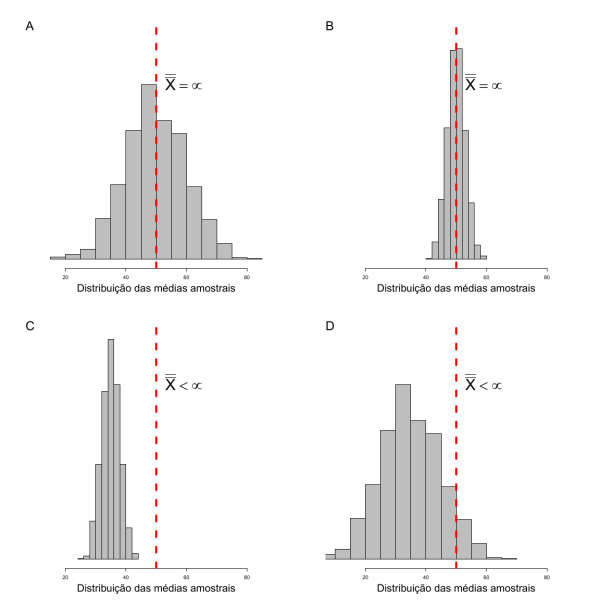 A
X̿ = ∝
20 40 60 80
Distribuição das médias amostrais
B
X̿ = ∝
20 40 60 80
Distribuição das médias amostrais
C
X̿ < ∝
20 40 60 80
Distribuição das médias amostrais
D
X̿ < ∝
20 40 60 80
Distribuição das médias amostrais